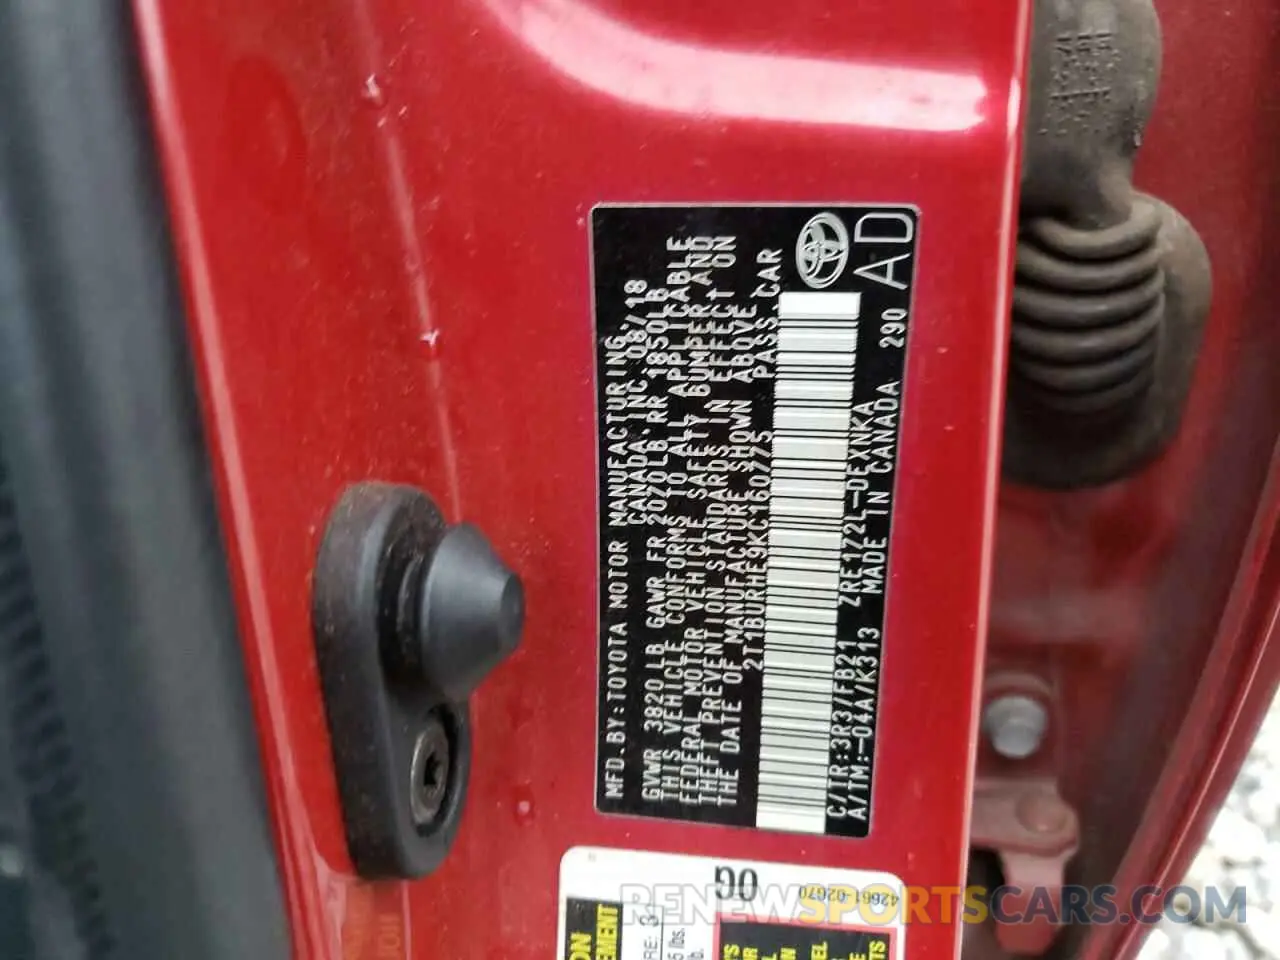 MFD.BY:TOYOTA MOTOR MANUFACTURING
CANADA INC. 08/18
GVWR 3820 LB GAWR FR 2070LB RR 1850LB
THIS VEHICLE CONFORMS TO ALL APPLICABLE
FEDERAL MOTOR VEHICLE SAFETY BUMPER, AND
THEFT PREVENTION STANDARDS IN EFFECT ON
THE DATE OF MANUFACTURE SHOWN ABOVE.
2T1BURHE9KC160775 PASS.CAR
C/TR:3R3/FB21 ZRE172L-DEXNKA
A/TM:-04A/K313 MADE IN CANADA 290
AD
0G
42661-02G70
RENEWSPORTSCARS.COM